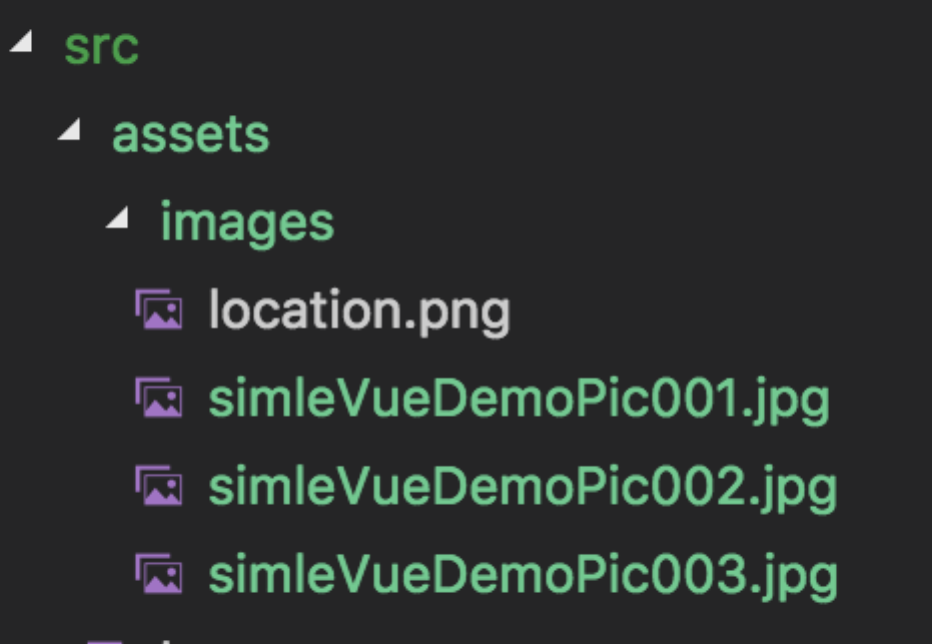 src
assets
images
location.png
simleVueDemoPic001.jpg
simleVueDemoPic002.jpg
simleVueDemoPic003.jpg